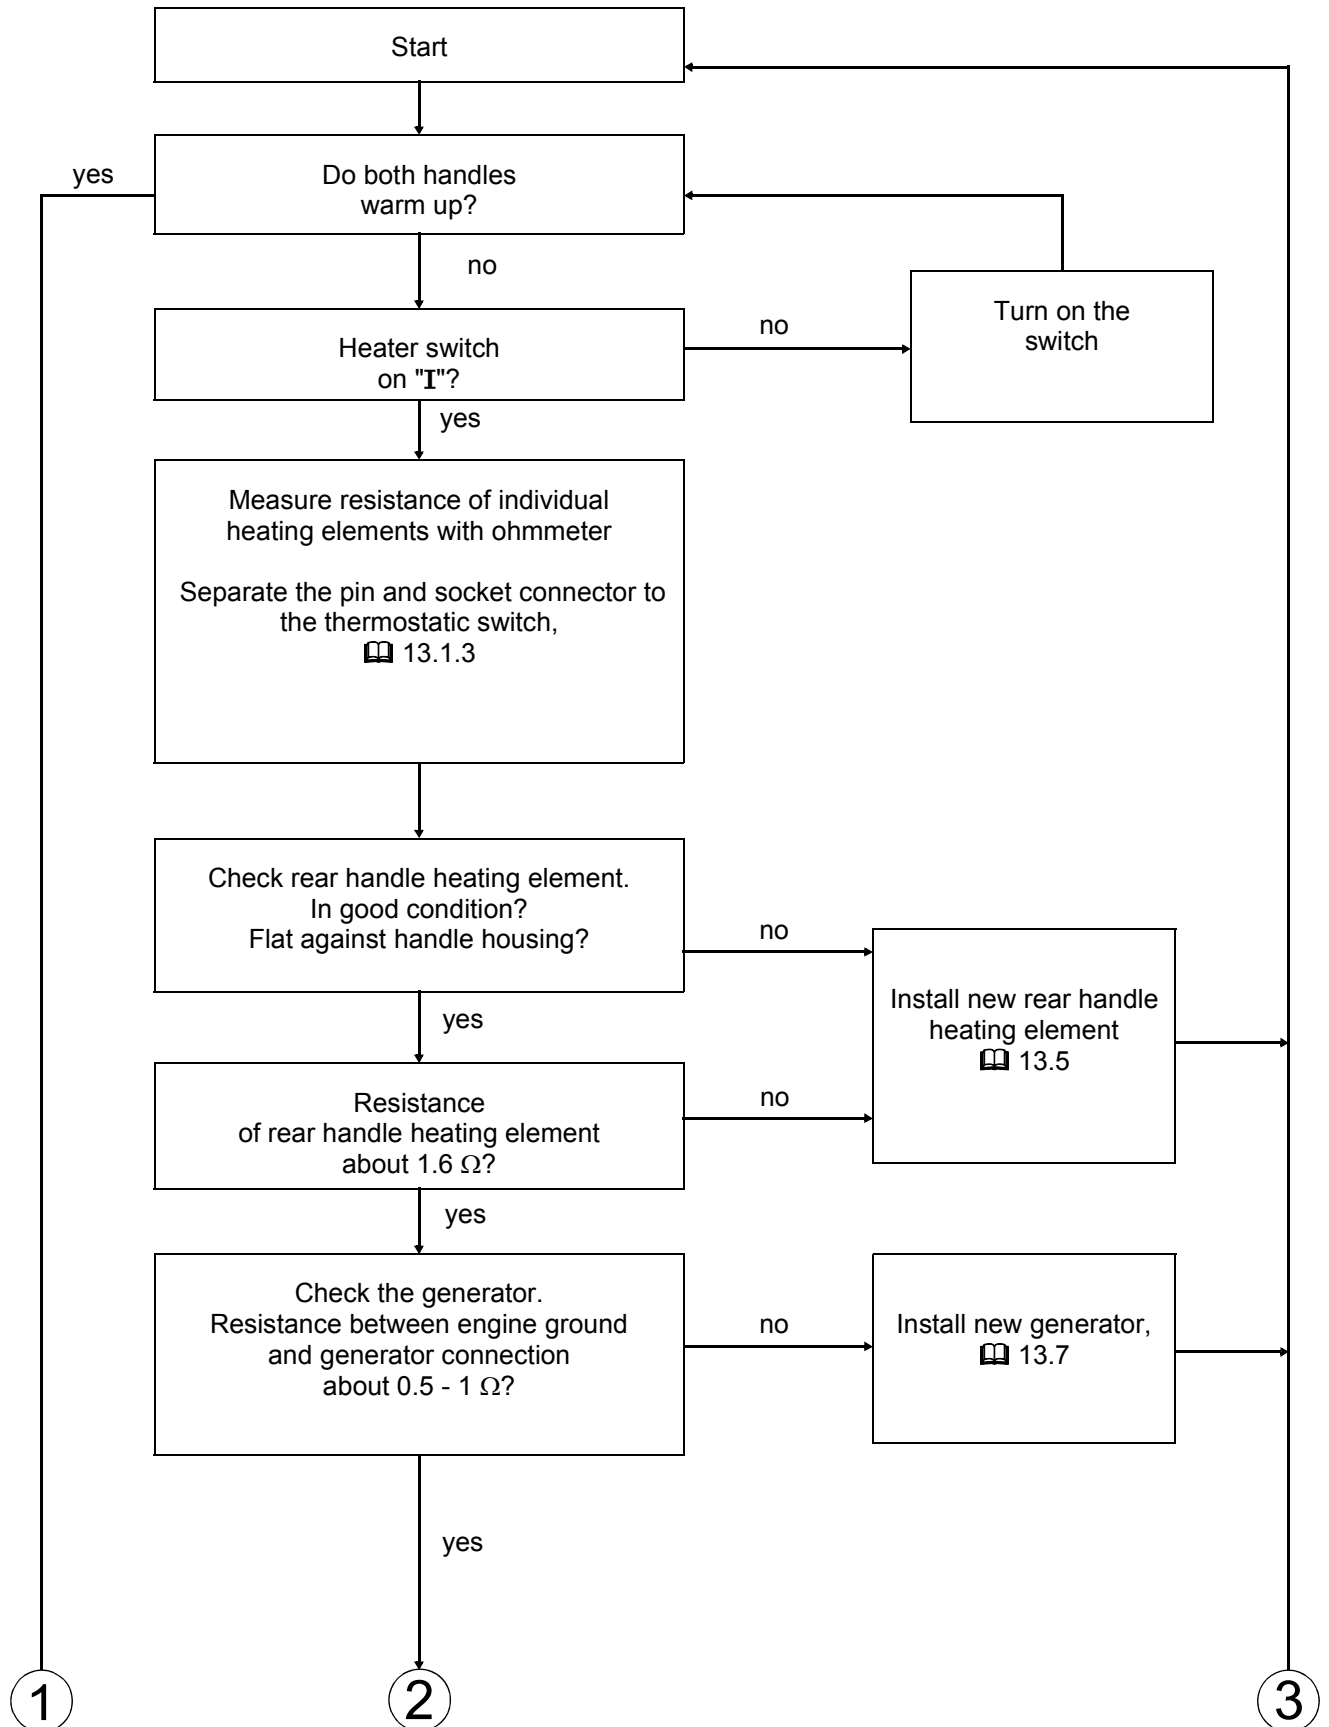 Start
yes
Do both handles
warm up?
no
Heater switch
on "I"?
no
Turn on the
switch
yes
Measure resistance of individual
heating elements with ohmmeter
Separate the pin and socket connector to
the thermostatic switch,
13.1.3
Check rear handle heating element.
In good condition?
Flat against handle housing?
no
Install new rear handle
heating element
13.5
yes
Resistance
of rear handle heating element
about 1.6 Ω?
no
yes
Check the generator.
Resistance between engine ground
and generator connection
about 0.5 - 1 Ω?
no
Install new generator,
13.7
yes
1
2
3